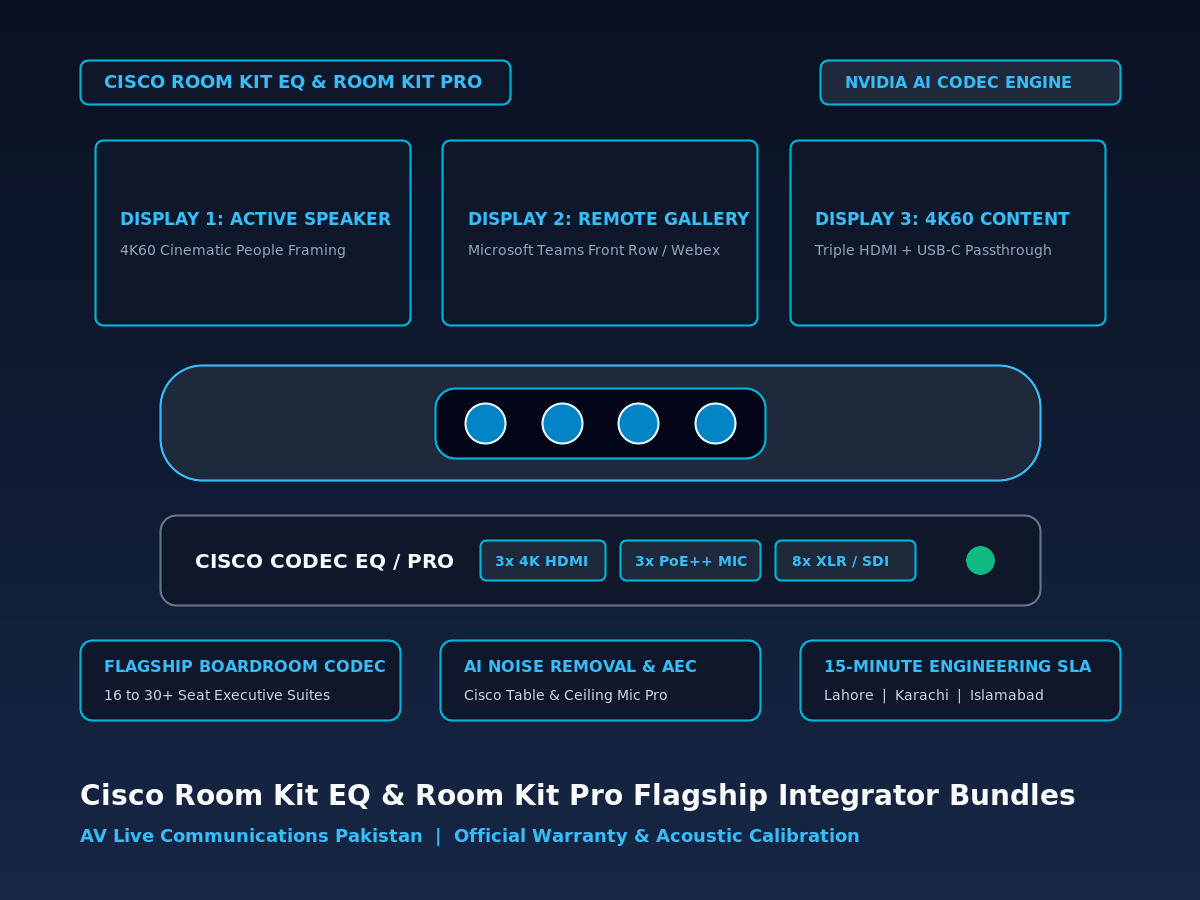 CISCO ROOM KIT EQ & ROOM KIT PRO
NVIDIA AI CODEC ENGINE
DISPLAY 1: ACTIVE SPEAKER
4K60 Cinematic People Framing
DISPLAY 2: REMOTE GALLERY
Microsoft Teams Front Row / Webex
DISPLAY 3: 4K60 CONTENT
Triple HDMI + USB-C Passthrough
CISCO CODEC EQ / PRO
3x 4K HDMI
3x PoE++ MIC
8x XLR / SDI
FLAGSHIP BOARDROOM CODEC
16 to 30+ Seat Executive Suites
AI NOISE REMOVAL & AEC
Cisco Table & Ceiling Mic Pro
15-MINUTE ENGINEERING SLA
Lahore | Karachi | Islamabad
Cisco Room Kit EQ & Room Kit Pro Flagship Integrator Bundles
AV Live Communications Pakistan | Official Warranty & Acoustic Calibration